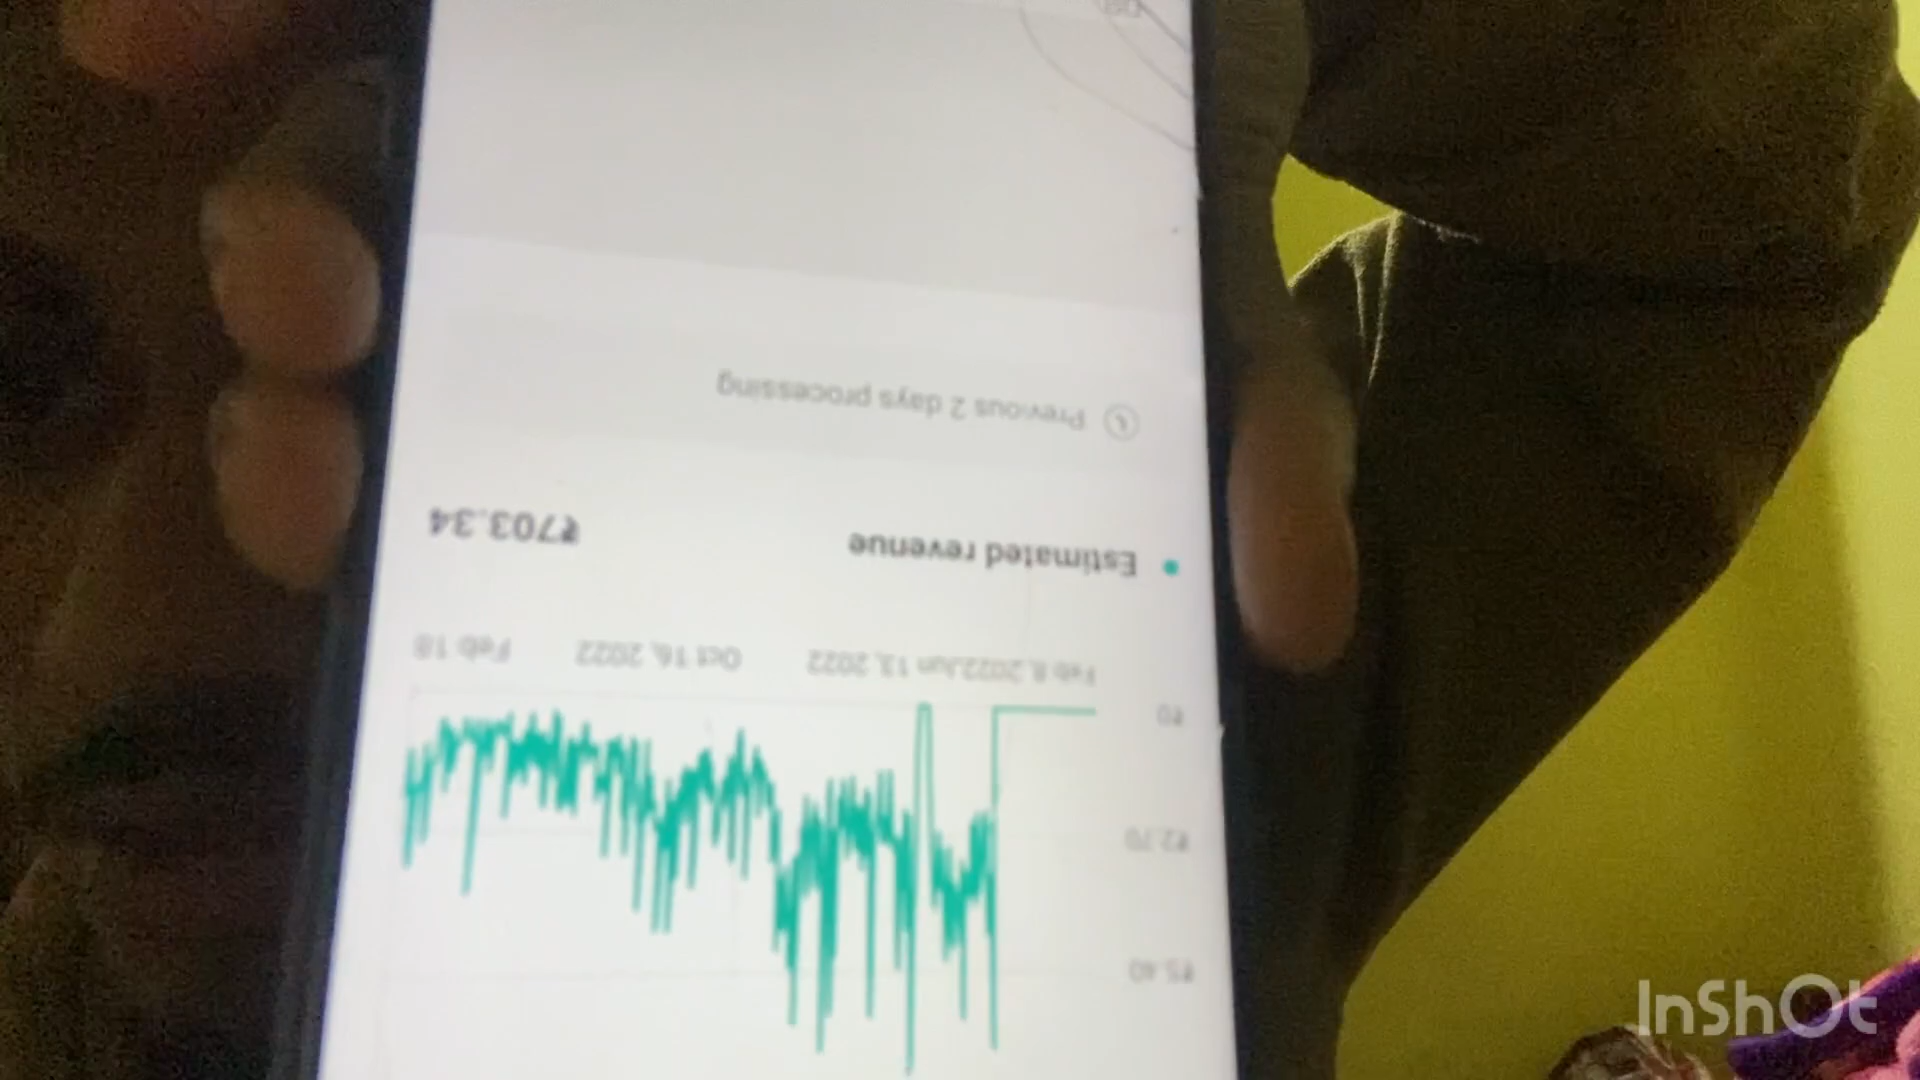 ₹5.40
₹2.70
₹0
Feb 8, 2022 Jun 13, 2022 Oct 16, 2022 Feb 18
Estimated revenue ₹703.34
Previous 2 days processing
InShOt